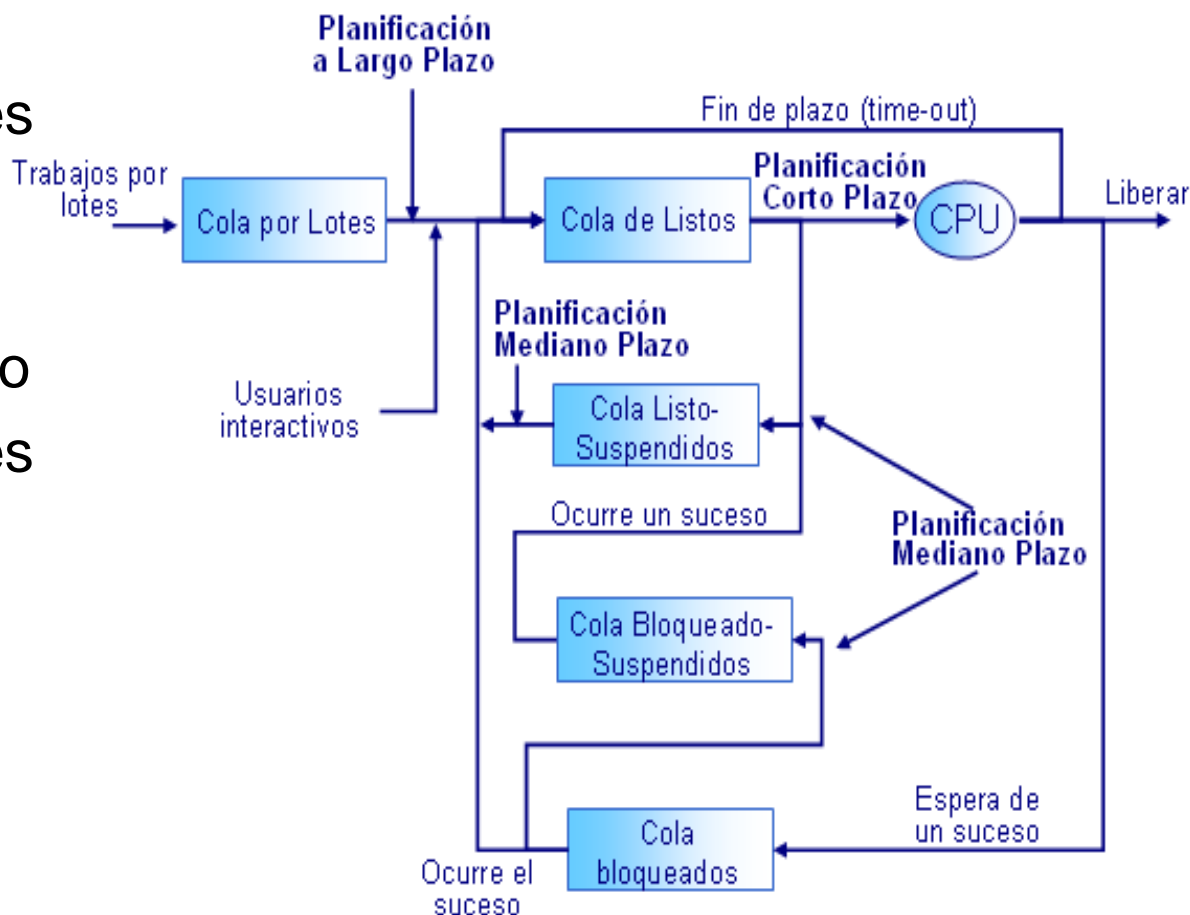 Planificación
a Largo Plazo
es
Fin de plazo (time-out)
Trabajos por
lotes
Cola por Lotes
Cola de Listos
Planificación
Corto Plazo
CPU
Liberar
Planificación
Mediano Plazo
o
es
Usuarios
interactivos
Cola Listo-
Suspendidos
Ocurre un suceso
Planificación
Mediano Plazo
Cola Bloqueado-
Suspendidos
Espera de
un suceso
Cola
bloqueados
Ocurre el
suceso